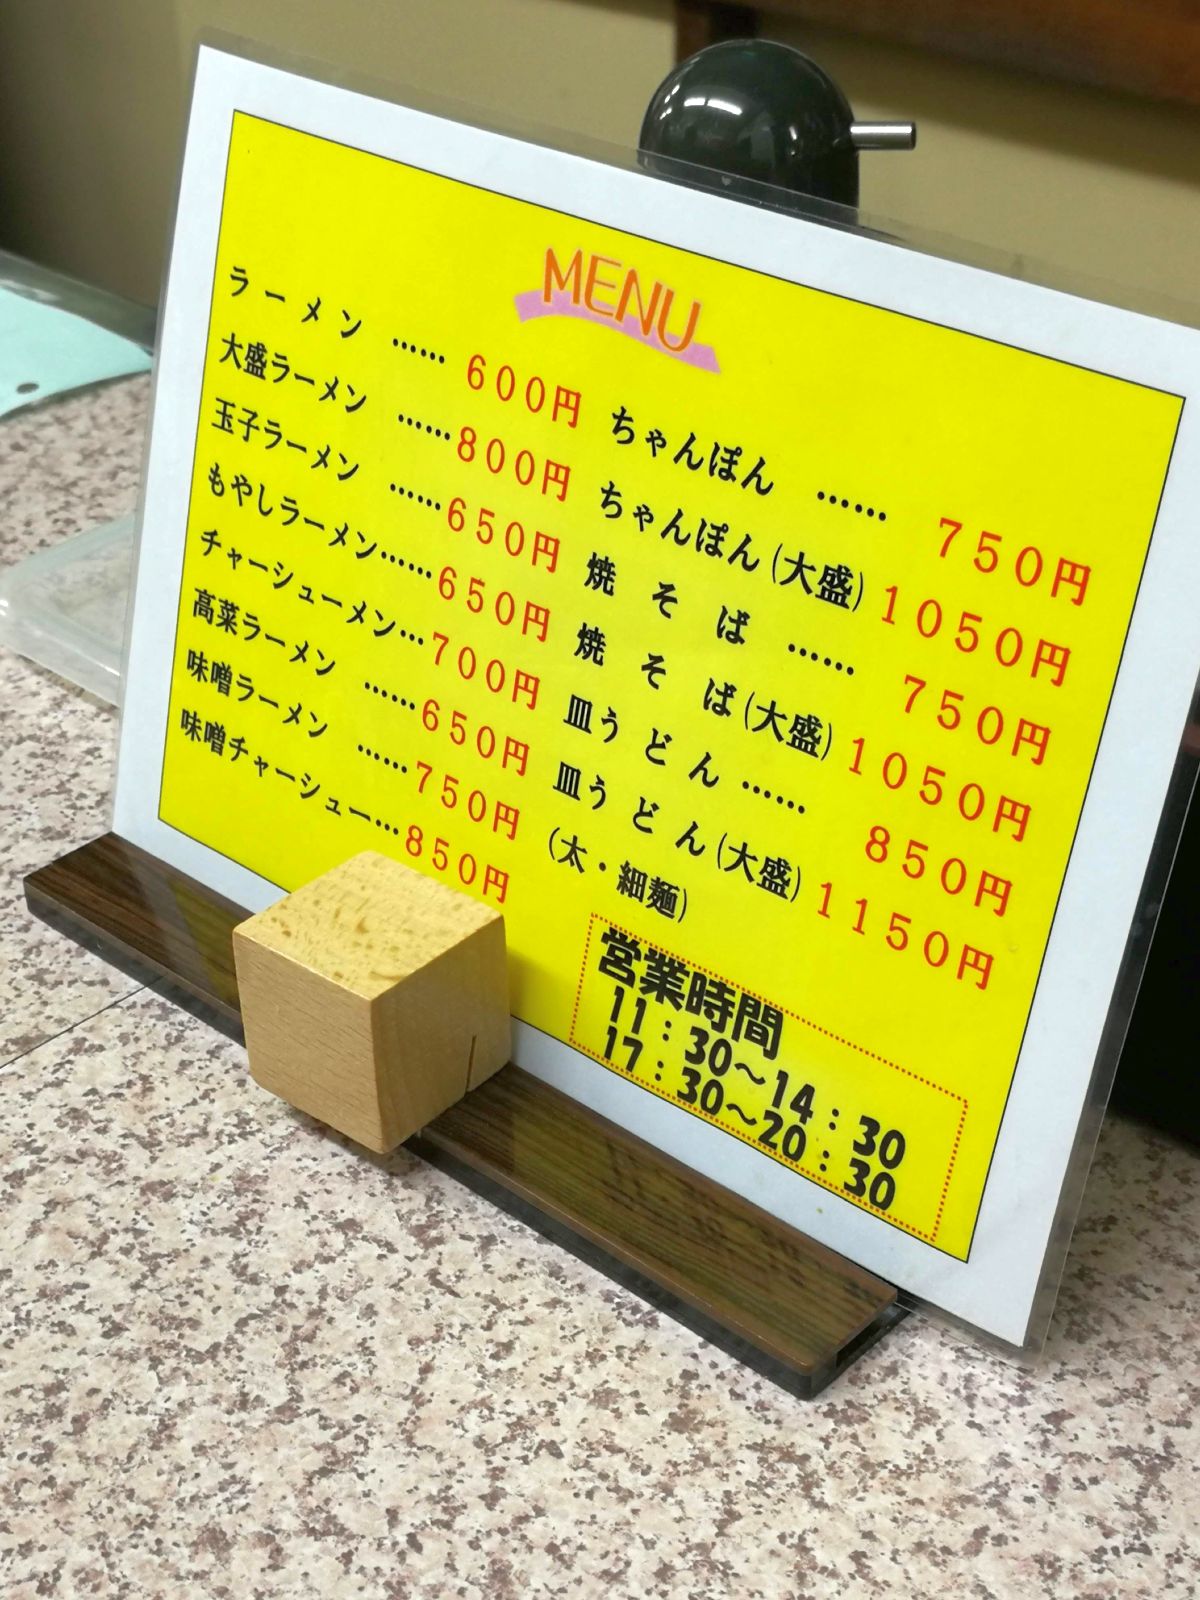 MENU
ラーメン ……600円
大盛ラーメン ……800円
玉子ラーメン ……650円
もやしラーメン……650円
チャーシューメン…700円
高菜ラーメン ……650円
味噌ラーメン ……750円
味噌チャーシュー…850円
ちゃんぽん …… 750円
ちゃんぽん(大盛) 1050円
焼そば …… 750円
焼そば(大盛) 1050円
皿うどん …… 850円
皿うどん(大盛) 1150円
(太・細麺)
営業時間
11:30～14:30
17:30～20:30